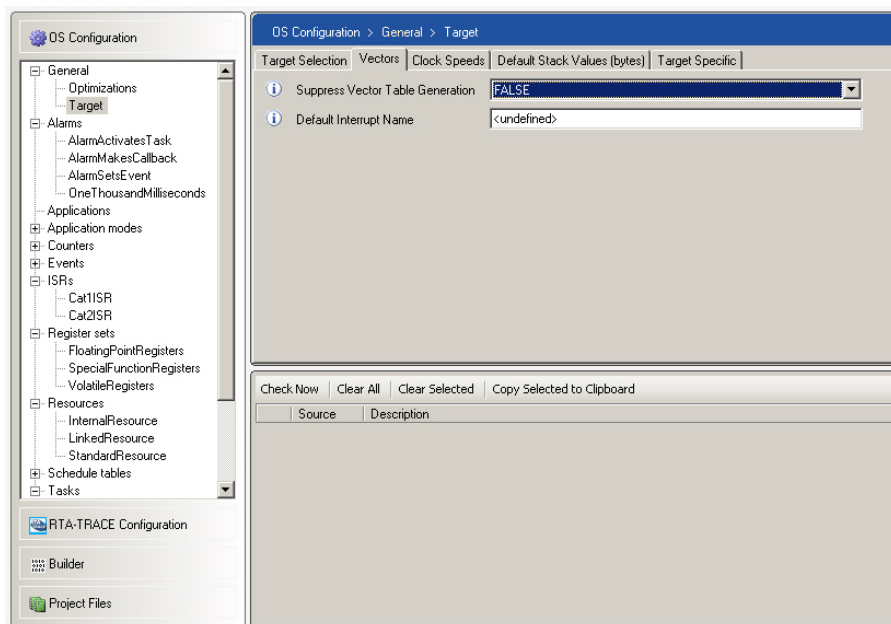 OS Configuration
General
Optimizations
Target
Alarms
AlarmActivatesTask
AlarmMakesCallback
AlarmSetsEvent
OneThousandMilliseconds
Applications
Application modes
Counters
Events
ISRs
Cat1ISR
Cat2ISR
Register sets
FloatingPointRegisters
SpecialFunctionRegisters
VolatileRegisters
Resources
InternalResource
LinkedResource
StandardResource
Schedule tables
Tasks
RTA-TRACE Configuration
Builder
Project Files
OS Configuration > General > Target
Target Selection Vectors Clock Speeds Default Stack Values (bytes) Target Specific
Suppress Vector Table Generation FALSE
Default Interrupt Name <undefined>
Check Now Clear All Clear Selected Copy Selected to Clipboard
Source Description